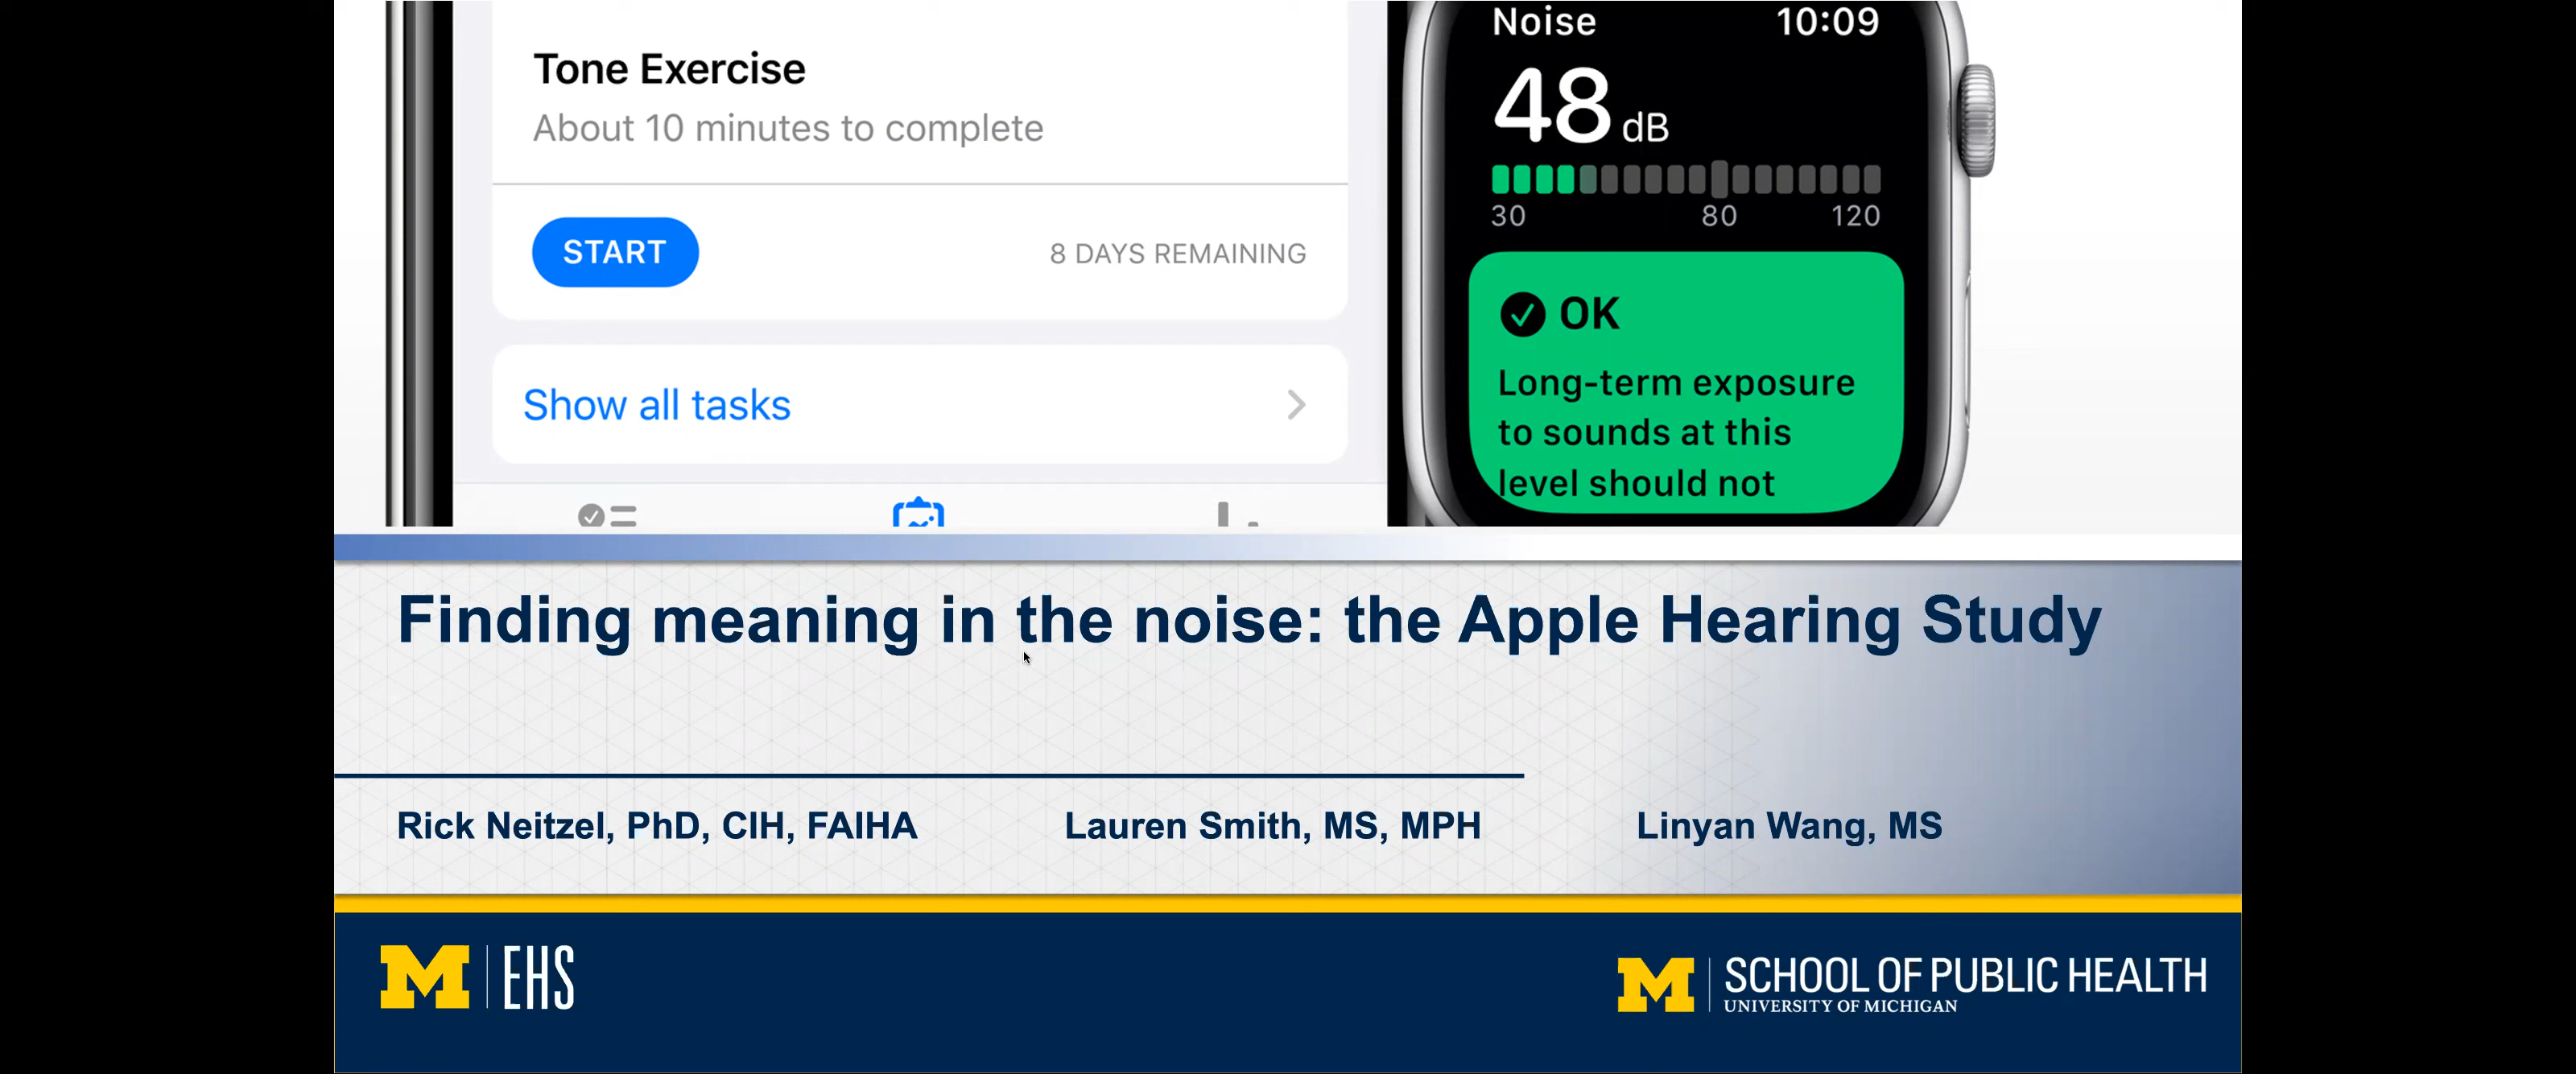 Tone Exercise
About 10 minutes to complete
START
8 DAYS REMAINING
Show all tasks
Noise 10:09
48 dB
30 80 120
OK
Long-term exposure
to sounds at this
level should not
Finding meaning in the noise: the Apple Hearing Study
Rick Neitzel, PhD, CIH, FAIHA
Lauren Smith, MS, MPH
Linyan Wang, MS
M EHS
M SCHOOL OF PUBLIC HEALTH
UNIVERSITY OF MICHIGAN